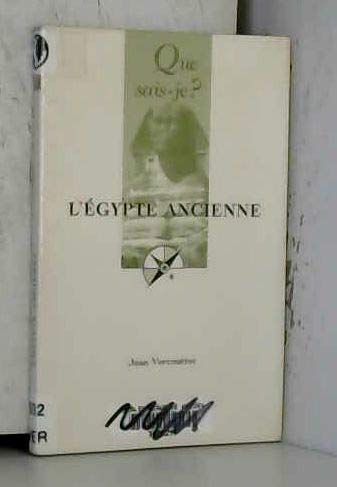 Que
sais-je?
L'ÉGYPTE ANCIENNE
Jean Vercoutter